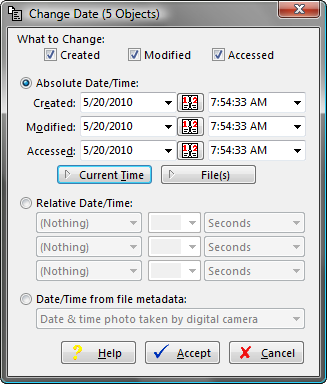 Change Date (5 Objects)
What to Change:
Created Modified Accessed
Absolute Date/Time:
Created: 5/20/2010 7:54:33 AM
Modified: 5/20/2010 7:54:33 AM
Accessed: 5/20/2010 7:54:33 AM
Current Time File(s)
Relative Date/Time:
(Nothing) Seconds
(Nothing) Seconds
(Nothing) Seconds
Date/Time from file metadata:
Date & time photo taken by digital camera
Help Accept Cancel